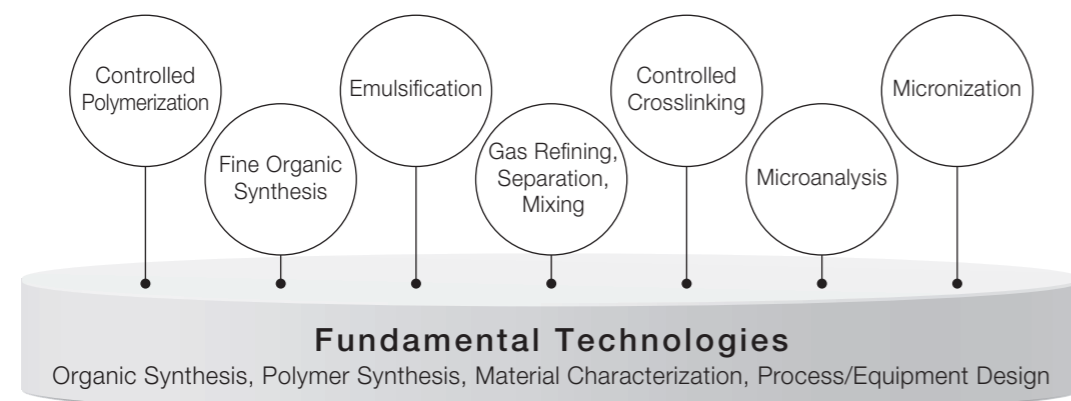 Controlled
Polymerization
Fine Organic
Synthesis
Emulsification
Gas Refining,
Separation,
Mixing
Controlled
Crosslinking
Microanalysis
Micronization
Fundamental Technologies
Organic Synthesis, Polymer Synthesis, Material Characterization, Process/Equipment Design